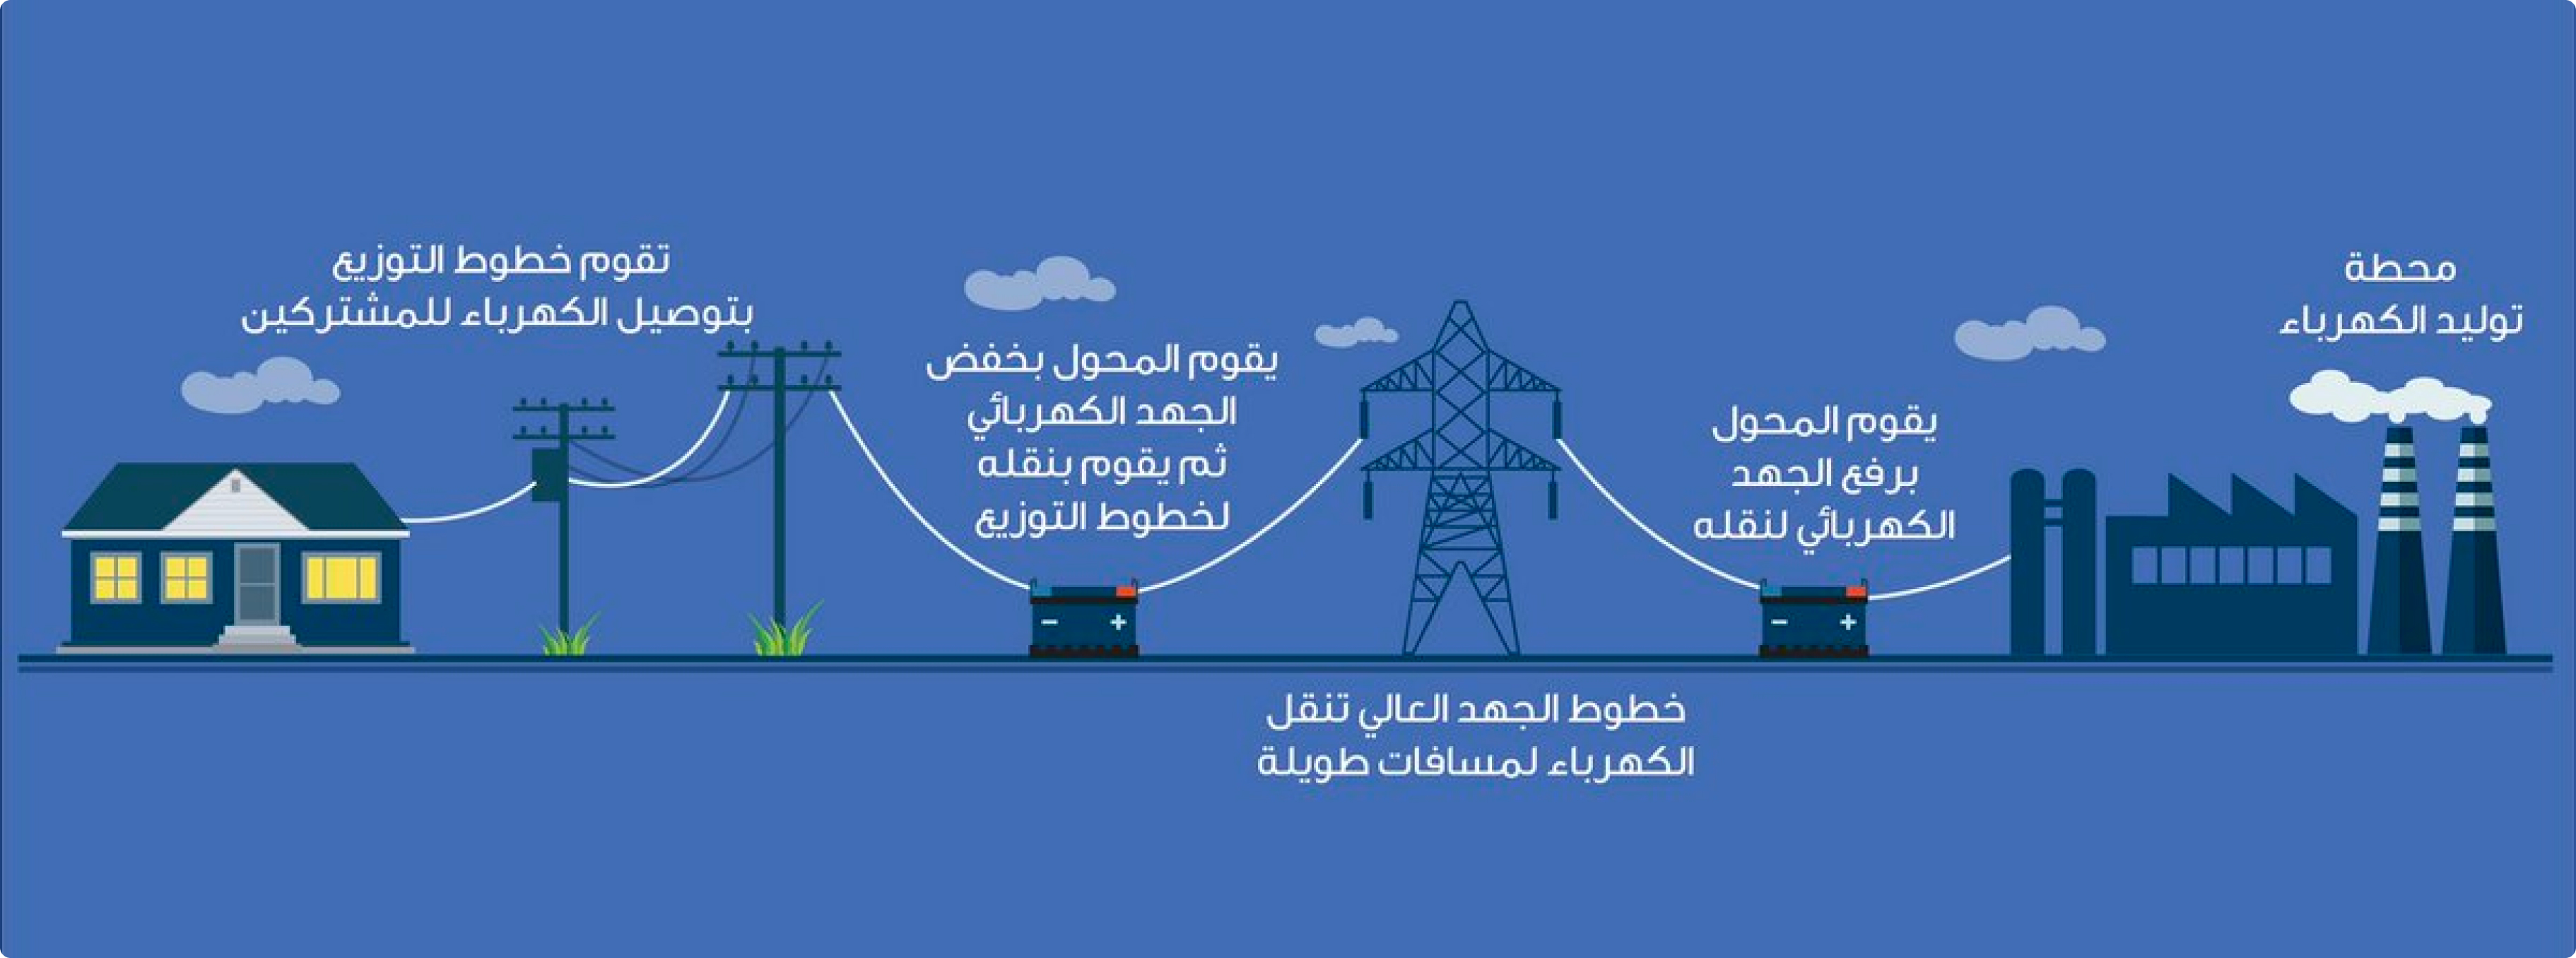 محطة
توليد الكهرباء
يقوم المحول
برفع الجهد
الكهربائي لنقله
خطوط الجهد العالي تنقل
الكهرباء لمسافات طويلة
يقوم المحول بخفض
الجهد الكهربائي
ثم يقوم بنقله
لخطوط التوزيع
تقوم خطوط التوزيع
بتوصيل الكهرباء للمشتركين
− +
− +